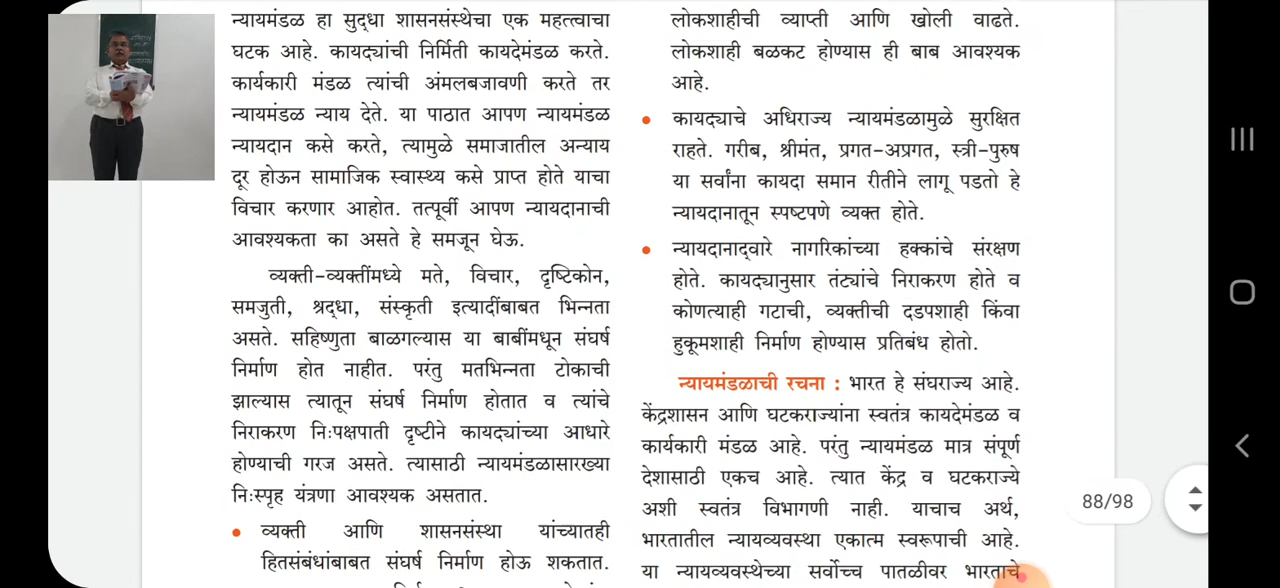 न्यायमंडळ हा सुद्धा शासनसंस्थेचा एक महत्त्वाचा
घटक आहे. कायद्यांची निर्मिती कायदेमंडळ करते.
कार्यकारी मंडळ त्यांची अंमलबजावणी करते तर
न्यायमंडळ न्याय देते. या पाठात आपण न्यायमंडळ
न्यायदान कसे करते, त्यामुळे समाजातील अन्याय
दूर होऊन सामाजिक स्वास्थ्य कसे प्राप्त होते याचा
विचार करणार आहोत. तत्पूर्वी आपण न्यायदानाची
आवश्यकता का असते हे समजून घेऊ.
व्यक्ती-व्यक्तींमध्ये मते, विचार, दृष्टिकोन,
समजुती, श्रद्धा, संस्कृती इत्यादींबाबत भिन्नता
असते. सहिष्णुता बाळगल्यास या बाबींमधून संघर्ष
निर्माण होत नाहीत. परंतु मतभिन्नता टोकाची
झाल्यास त्यातून संघर्ष निर्माण होतात व त्यांचे
निराकरण निःपक्षपाती दृष्टीने कायद्यांच्या आधारे
होण्याची गरज असते. त्यासाठी न्यायमंडळासारख्या
निःस्पृह यंत्रणा आवश्यक असतात.
• व्यक्ती आणि शासनसंस्था यांच्यातही
हितसंबंधांबाबत संघर्ष निर्माण होऊ शकतात.
लोकशाहीची व्याप्ती आणि खोली वाढते.
लोकशाही बळकट होण्यास ही बाब आवश्यक
आहे.
• कायद्याचे अधिराज्य न्यायमंडळामुळे सुरक्षित
राहते. गरीब, श्रीमंत, प्रगत-अप्रगत, स्त्री-पुरुष
या सर्वांना कायदा समान रीतीने लागू पडतो हे
न्यायदानातून स्पष्टपणे व्यक्त होते.
• न्यायदानाद्वारे नागरिकांच्या हक्कांचे संरक्षण
होते. कायद्यानुसार तंट्यांचे निराकरण होते व
कोणत्याही गटाची, व्यक्तीची दडपशाही किंवा
हुकूमशाही निर्माण होण्यास प्रतिबंध होतो.
न्यायमंडळाची रचना : भारत हे संघराज्य आहे.
केंद्रशासन आणि घटकराज्यांना स्वतंत्र कायदेमंडळ व
कार्यकारी मंडळ आहे. परंतु न्यायमंडळ मात्र संपूर्ण
देशासाठी एकच आहे. त्यात केंद्र व घटकराज्ये
अशी स्वतंत्र विभागणी नाही. याचाच अर्थ,
भारतातील न्यायव्यवस्था एकात्म स्वरूपाची आहे.
या न्यायव्यवस्थेच्या सर्वोच्च पातळीवर भारताचे
88/98